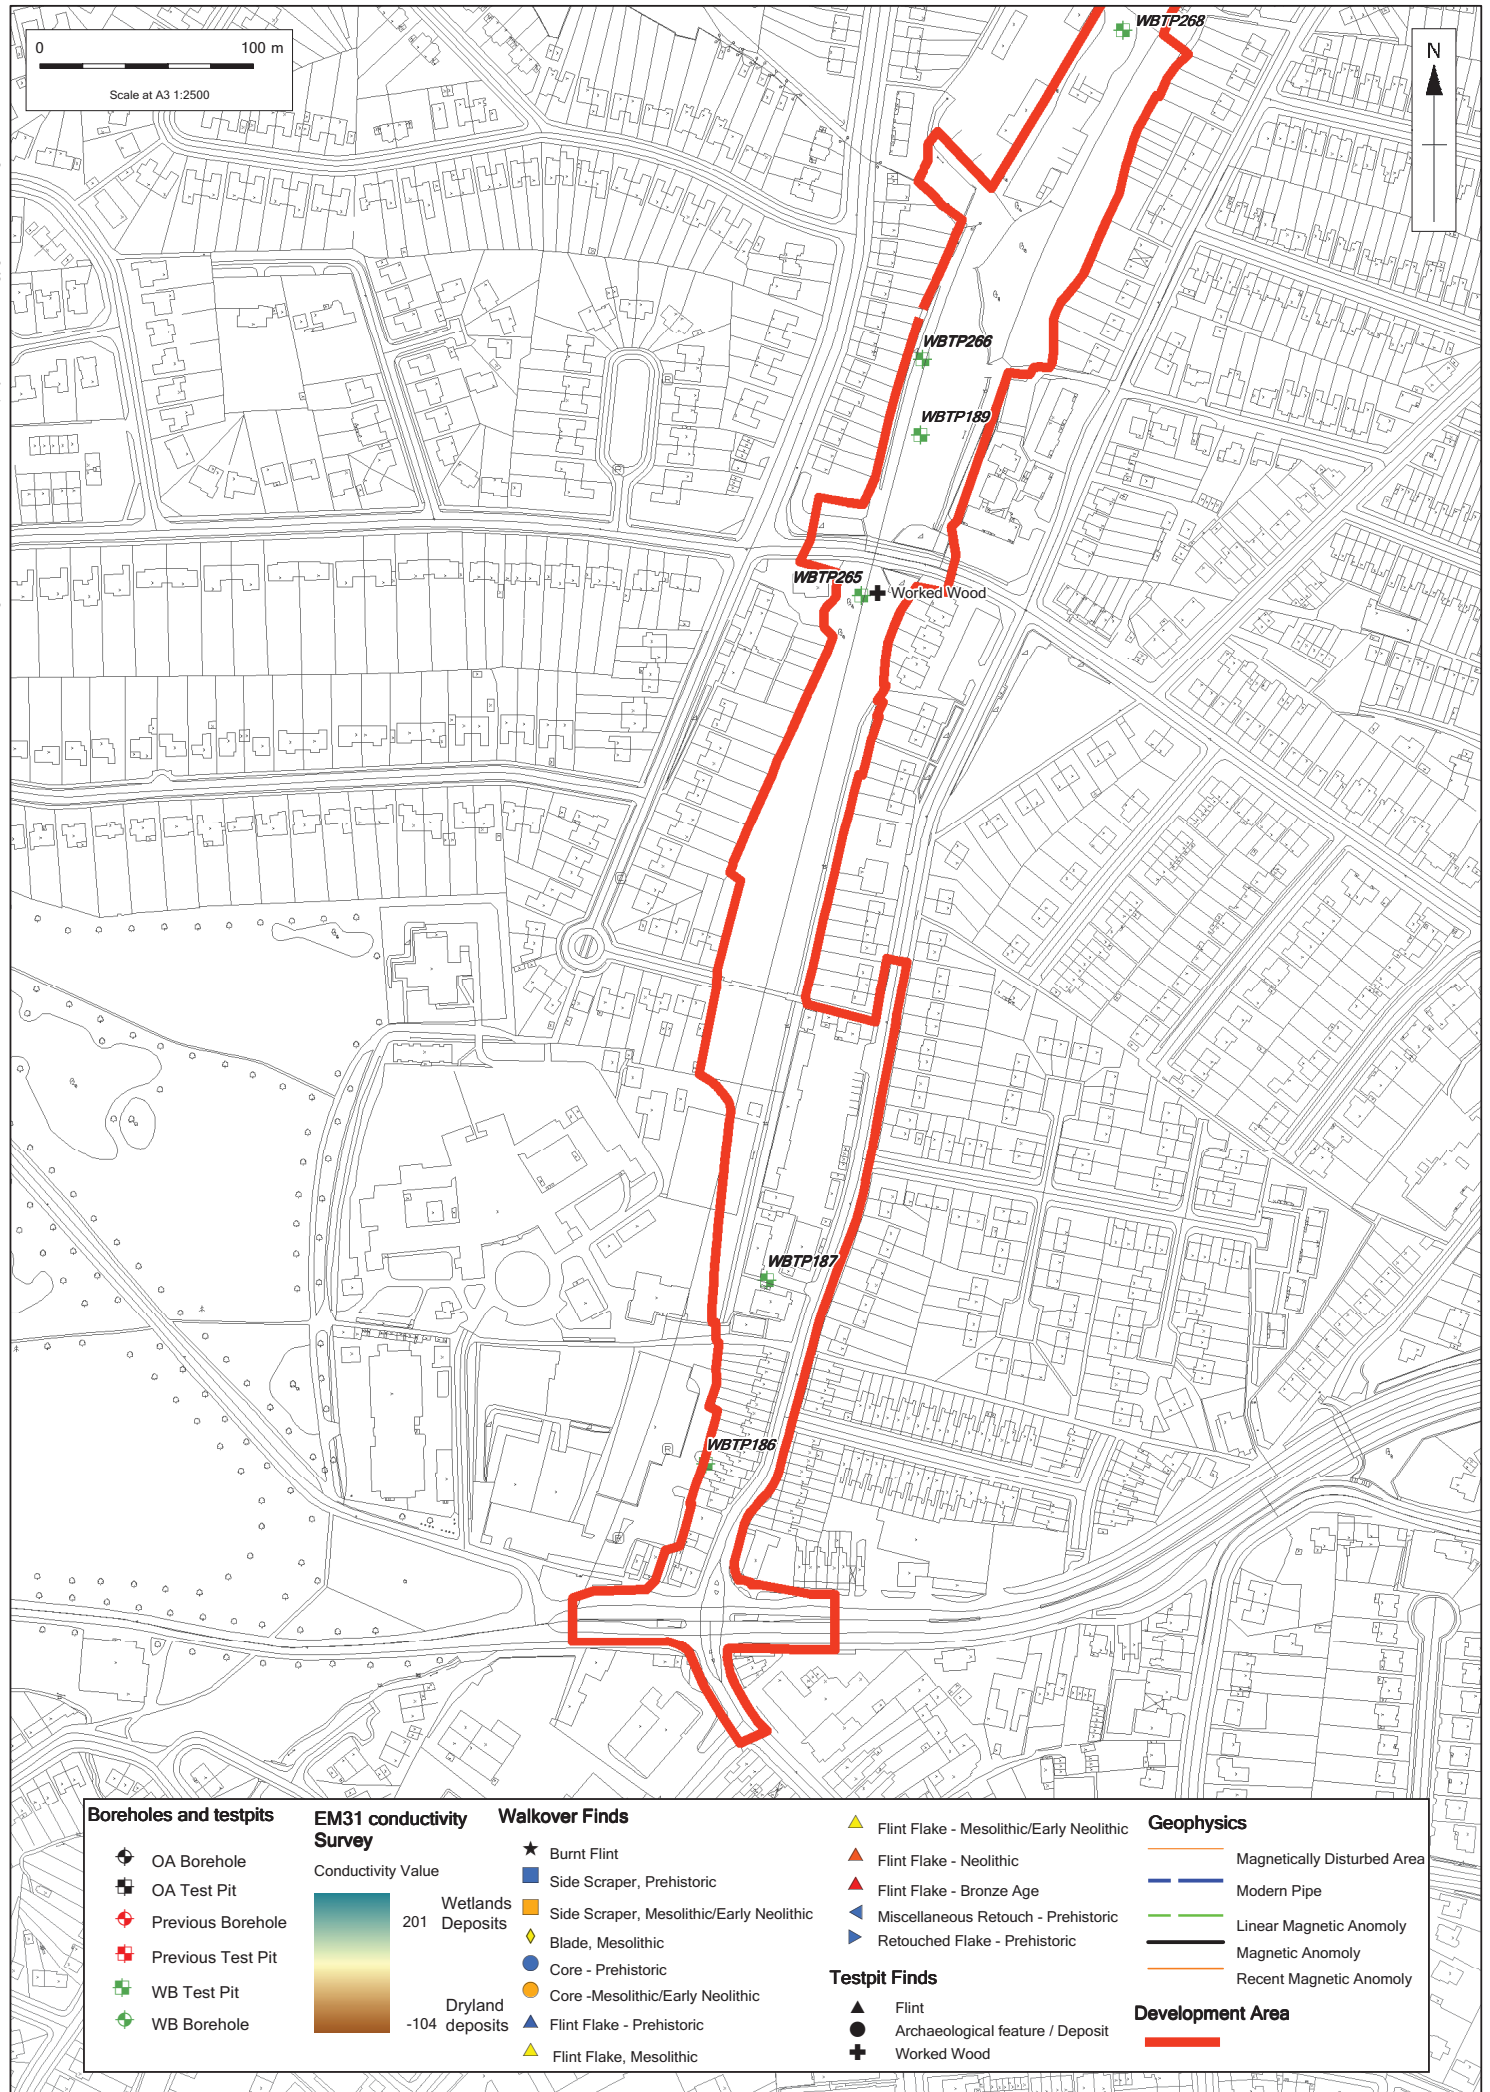 0 100 m
Scale at A3 1:2500
N
WBTP268
WBTP266
WBTP189
WBTP265
Worked Wood
WBTP187
WBTP186
Boreholes and testpits
OA Borehole
OA Test Pit
Previous Borehole
Previous Test Pit
WB Test Pit
WB Borehole
EM31 conductivity
Survey
Conductivity Value
201
Wetlands
Deposits
-104
Dryland
deposits
Walkover Finds
Burnt Flint
Side Scraper, Prehistoric
Side Scraper, Mesolithic/Early Neolithic
Blade, Mesolithic
Core - Prehistoric
Core -Mesolithic/Early Neolithic
Flint Flake - Prehistoric
Flint Flake, Mesolithic
Flint Flake - Mesolithic/Early Neolithic
Flint Flake - Neolithic
Flint Flake - Bronze Age
Miscellaneous Retouch - Prehistoric
Retouched Flake - Prehistoric
Testpit Finds
Flint
Archaeological feature / Deposit
Worked Wood
Geophysics
Magnetically Disturbed Area
Modern Pipe
Linear Magnetic Anomoly
Magnetic Anomoly
Recent Magnetic Anomoly
Development Area